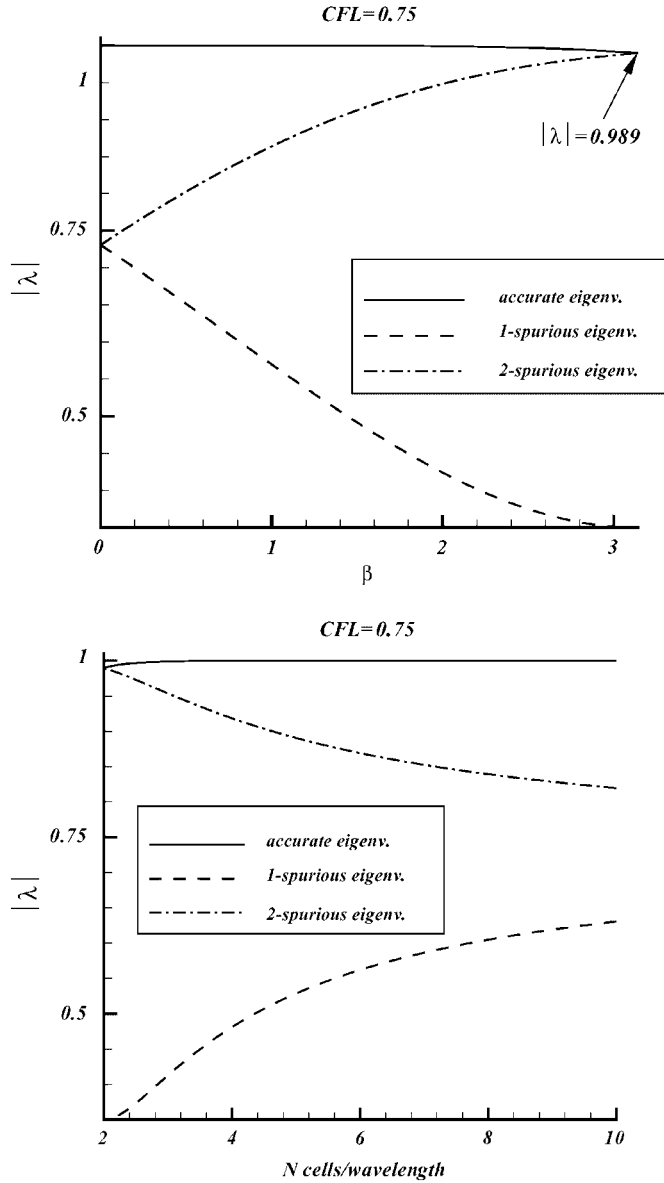 CFL=0.75
1
|λ|=0.989
0.75
|λ|
accurate eigenv.
1-spurious eigenv.
2-spurious eigenv.
0.5
0 1 2 3
β
CFL=0.75
1
0.75
accurate eigenv.
1-spurious eigenv.
2-spurious eigenv.
|λ|
0.5
2 4 6 8 10
N cells/wavelength